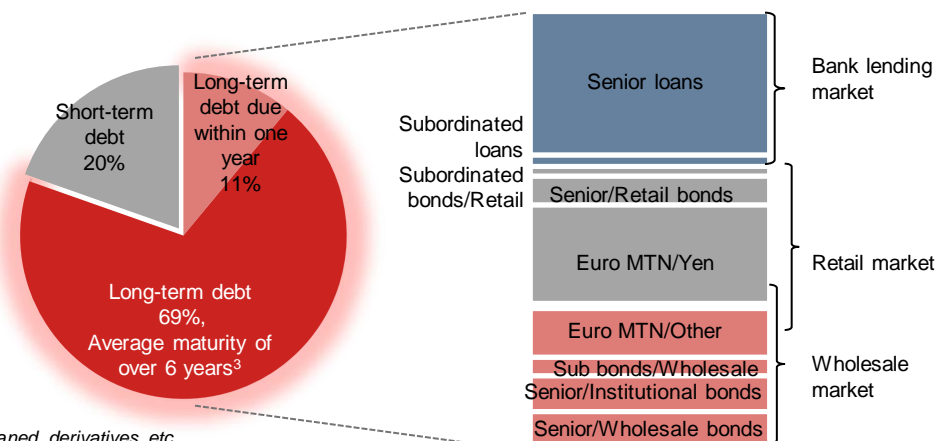 Short-term
debt
20%
Long-term
debt due
within one
year
11%
Long-term debt
69%,
Average maturity of
over 6 years³
Subordinated
loans
Subordinated
bonds/Retail
Senior loans
Senior/Retail bonds
Euro MTN/Yen
Euro MTN/Other
Sub bonds/Wholesale
Senior/Institutional bonds
Senior/Wholesale bonds
Bank lending
market
Retail market
Wholesale
market
derivatives etc